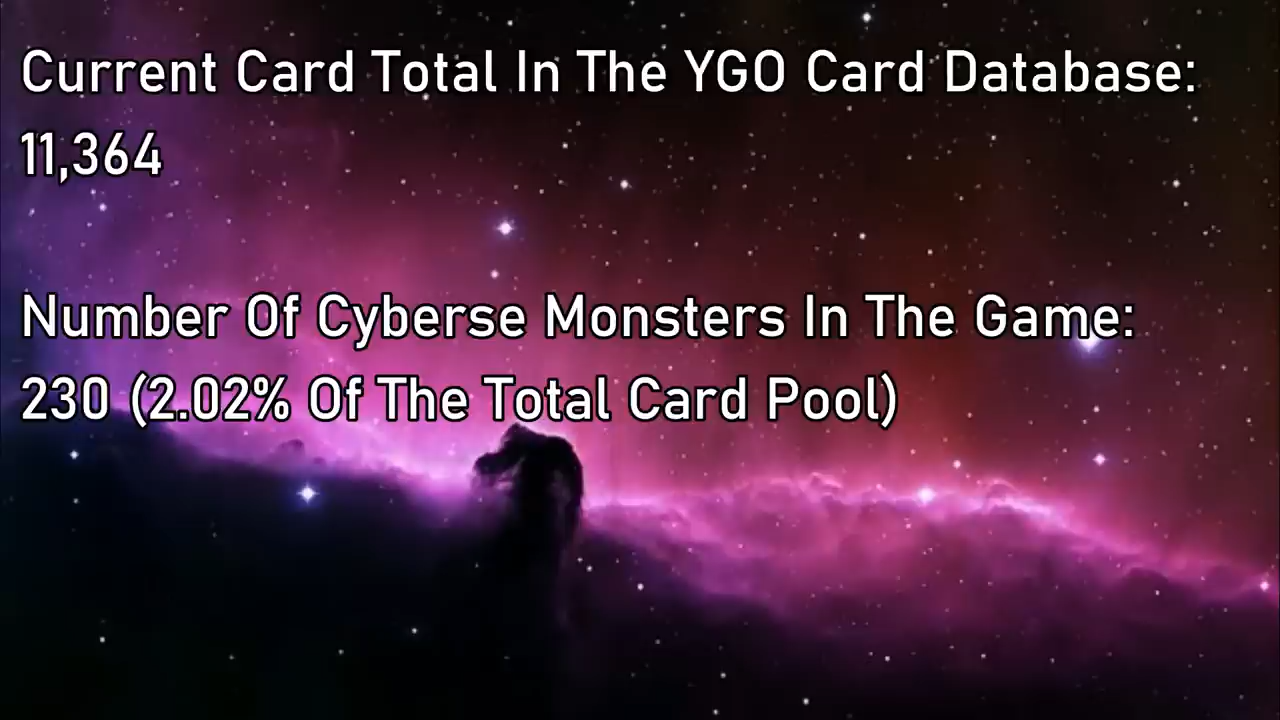 Current Card Total In The YGO Card Database:
11,364
Number Of Cyberse Monsters In The Game:
230 (2.02% Of The Total Card Pool)